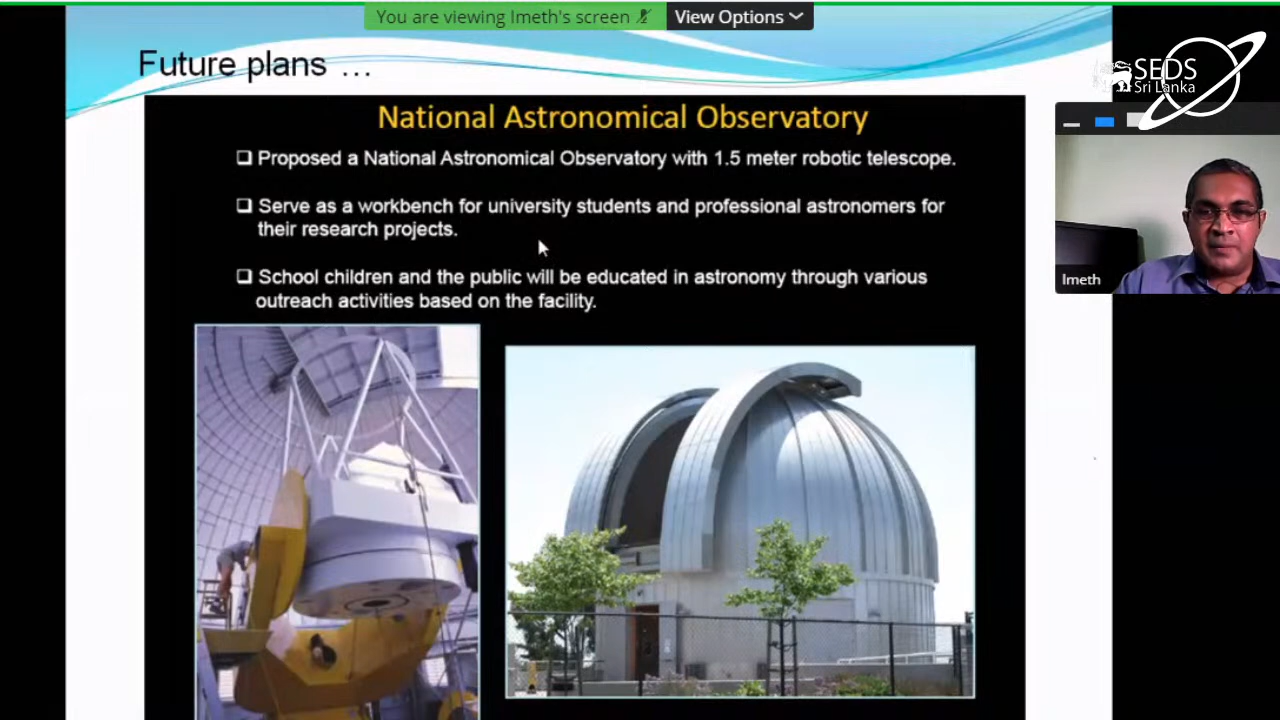 You are viewing Imeth's screen
View Options
Future plans ...
SEDS
Sri Lanka
National Astronomical Observatory
Proposed a National Astronomical Observatory with 1.5 meter robotic telescope.
Serve as a workbench for university students and professional astronomers for
their research projects.
School children and the public will be educated in astronomy through various
outreach activities based on the facility.
Imeth